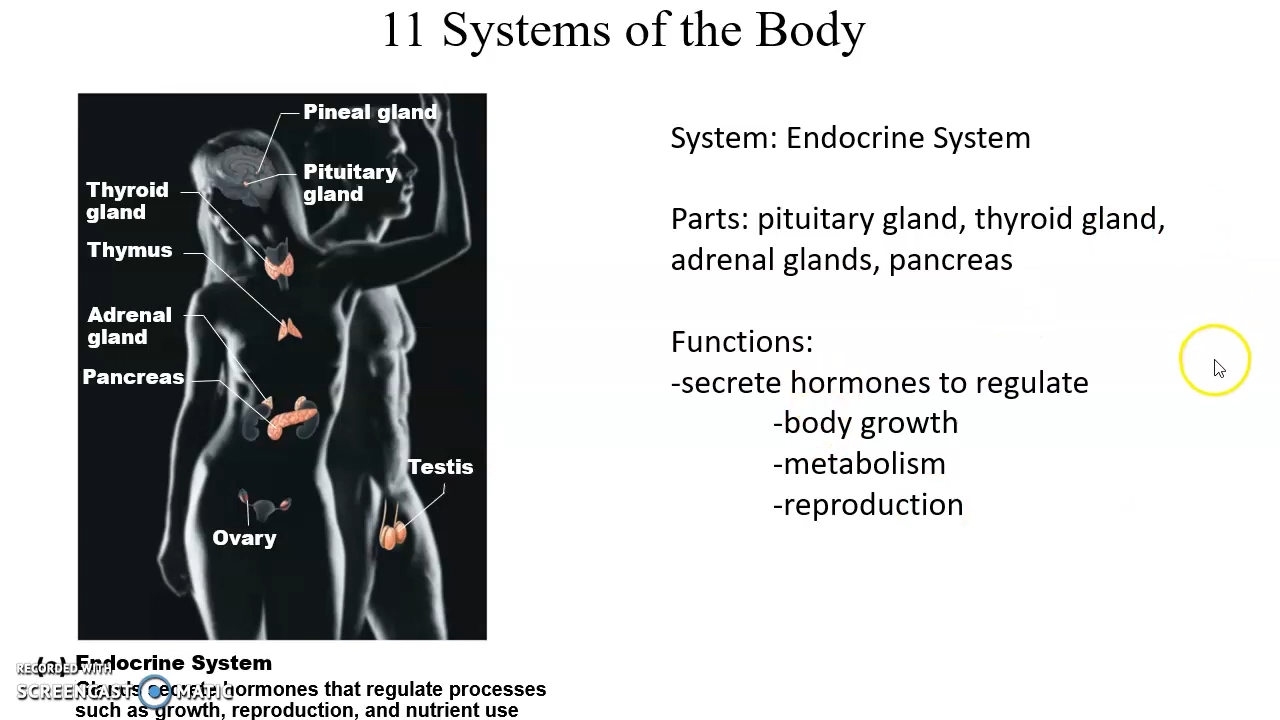 11 Systems of the Body
Pineal gland
Pituitary
gland
Thyroid
gland
Thymus
Adrenal
gland
Pancreas
Testis
Ovary
System: Endocrine System
Parts: pituitary gland, thyroid gland,
adrenal glands, pancreas
Functions:
-secrete hormones to regulate
-body growth
-metabolism
-reproduction
Endocrine System
secrete hormones that regulate processes
such as growth, reproduction, and nutrient use
RECORDED WITH
SCREENCAST MATIC